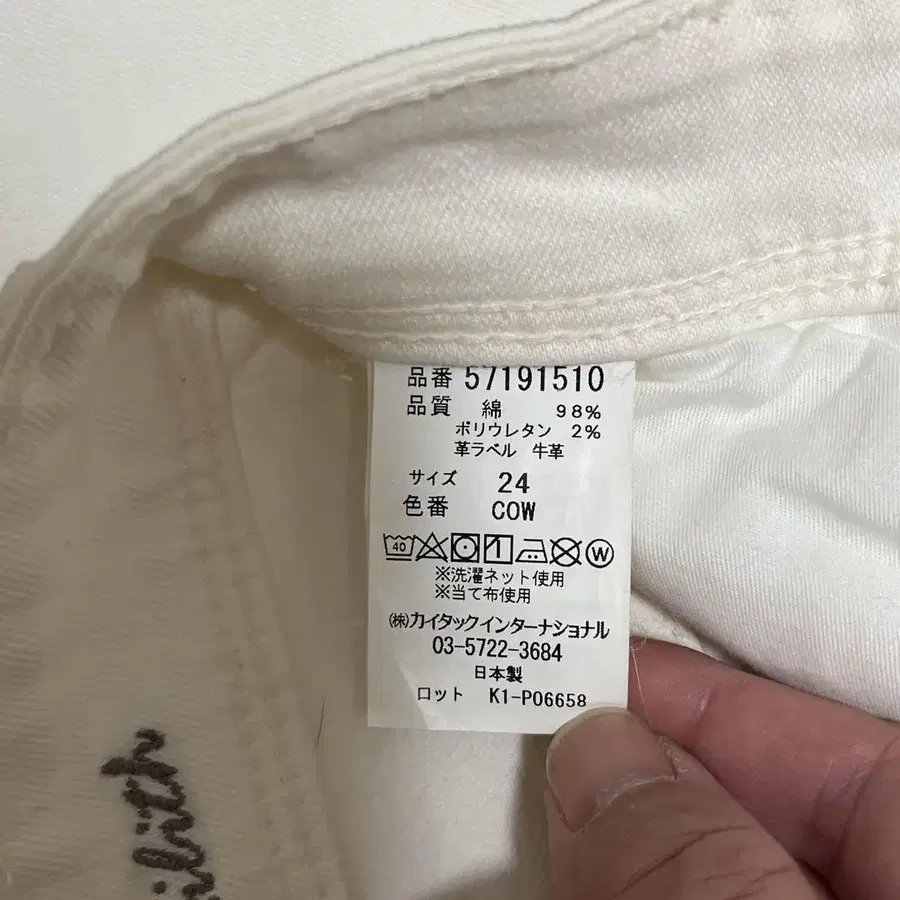 品番 57191510
品質 綿 98%
ポリウレタン 2%
革ラベル 牛革
サイズ 24
色番 COW
40 W
※洗濯ネット使用
※当て布使用
(株)カイタックインターナショナル
03-5722-3684
日本製
ロット K1-P06658